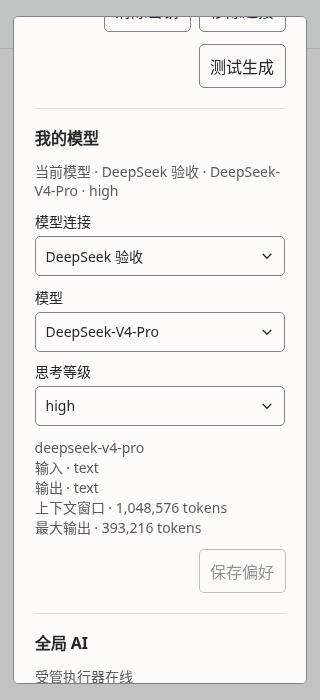 测试生成
我的模型
当前模型 · DeepSeek 验收 · DeepSeek-
V4-Pro · high
模型连接
DeepSeek 验收
模型
DeepSeek-V4-Pro
思考等级
high
deepseek-v4-pro
输入 · text
输出 · text
上下文窗口 · 1,048,576 tokens
最大输出 · 393,216 tokens
保存偏好
全局 AI
受管执行器在线